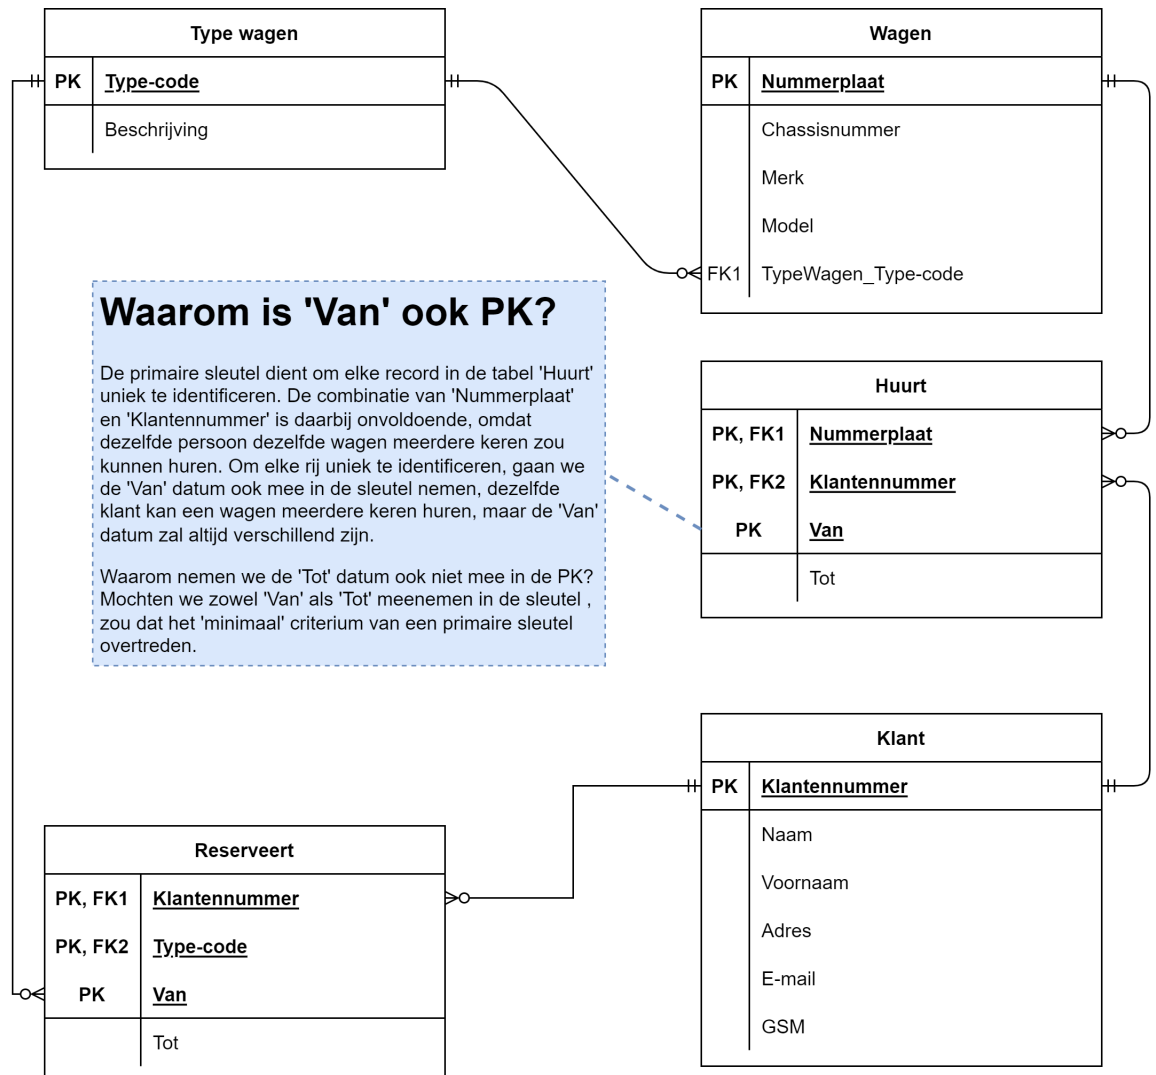 Type wagen
PK Type-code
Beschrijving
Wagen
PK Nummerplaat
Chassisnummer
Merk
Model
FK1 TypeWagen_Type-code
Waarom is 'Van' ook PK?
De primaire sleutel dient om elke record in de tabel 'Huurt'
uniek te identificeren. De combinatie van 'Nummerplaat'
en 'Klantennummer' is daarbij onvoldoende, omdat
dezelfde persoon dezelfde wagen meerdere keren zou
kunnen huren. Om elke rij uniek te identificeren, gaan we
de 'Van' datum ook mee in de sleutel nemen, dezelfde
klant kan een wagen meerdere keren huren, maar de 'Van'
datum zal altijd verschillend zijn.
Waarom nemen we de 'Tot' datum ook niet mee in de PK?
Mochten we zowel 'Van' als 'Tot' meenemen in de sleutel ,
zou dat het 'minimaal' criterium van een primaire sleutel
overtreden.
Huurt
PK, FK1 Nummerplaat
PK, FK2 Klantennummer
PK Van
Tot
Klant
PK Klantennummer
Naam
Voornaam
Adres
E-mail
GSM
Reserveert
PK, FK1 Klantennummer
PK, FK2 Type-code
PK Van
Tot